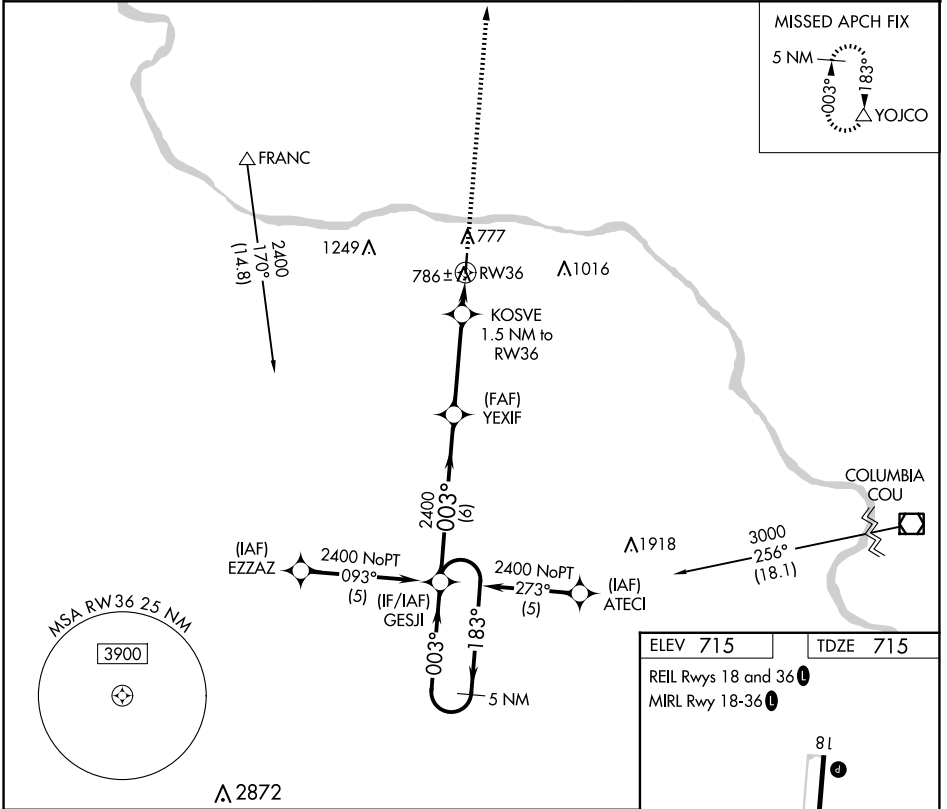 MISSED APCH FIX
5 NM
003°
183°
YOJCO
FRANC
2400
170°
(14.8)
1249
777
786±
RW36
1016
KOSVE
1.5 NM to
RW36
(FAF)
YEXIF
COLUMBIA
COU
2400
003°
(6)
3000
256°
(18.1)
1918
(IAF)
EZZAZ
2400 NoPT
093°
(5)
(IF/IAF)
GESJI
2400 NoPT
273°
(5)
(IAF)
ATECI
003°
183°
5 NM
MSA RW36 25 NM
3900
2872
ELEV 715
TDZE 715
REIL Rwys 18 and 36 L
MIRL Rwy 18-36 L
18
P